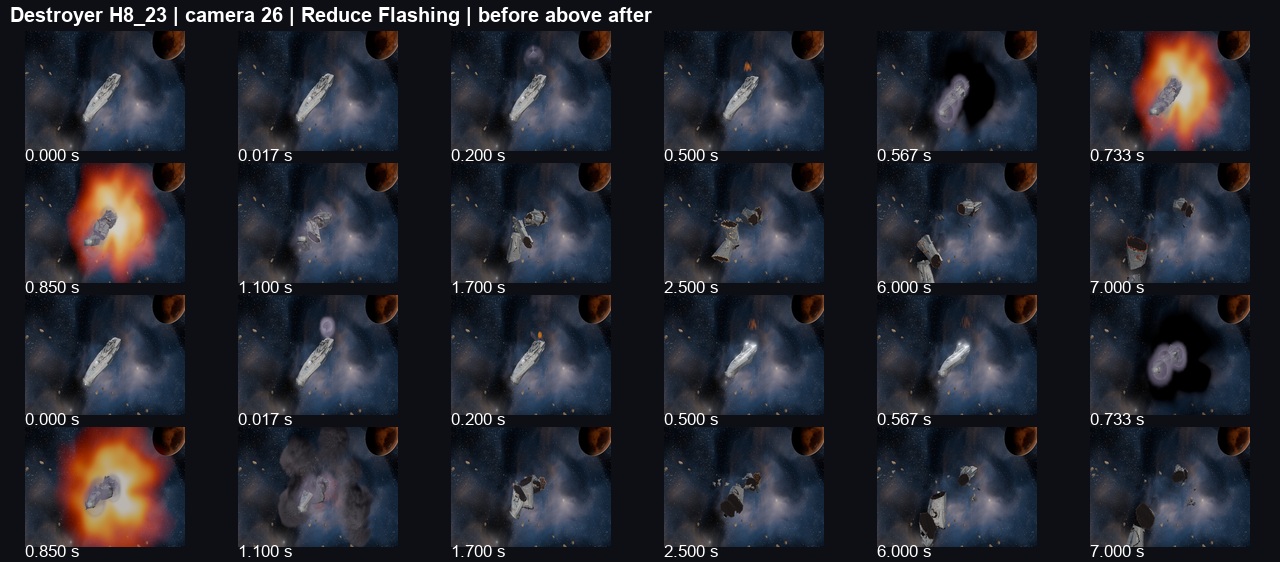 Destroyer H8_23 | camera 26 | Reduce Flashing | before above after
0.000 s 0.017 s 0.200 s 0.500 s 0.567 s 0.733 s
0.850 s 1.100 s 1.700 s 2.500 s 6.000 s 7.000 s
0.000 s 0.017 s 0.200 s 0.500 s 0.567 s 0.733 s
0.850 s 1.100 s 1.700 s 2.500 s 6.000 s 7.000 s